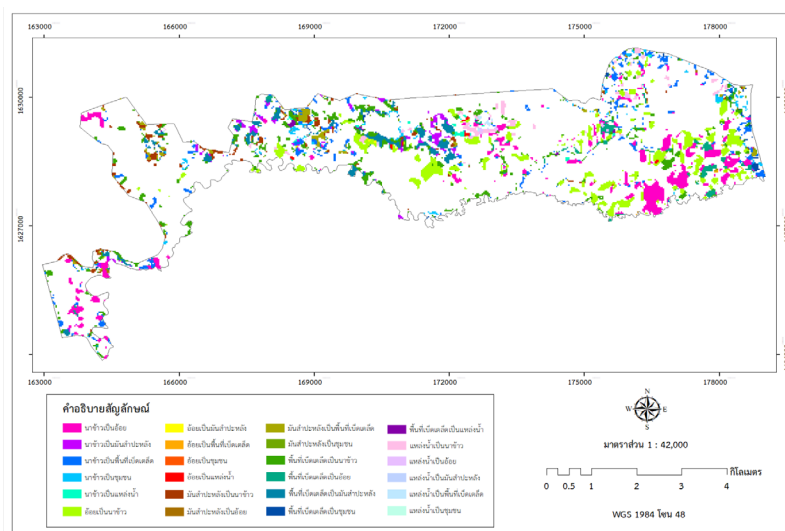 163000 166000 169000 172000 175000 178000
1630000
1627000
163000 166000 169000 172000 175000 178000
คำอธิบายสัญลักษณ์
นาข้าวเป็นอ้อย
นาข้าวเป็นมันสำปะหลัง
นาข้าวเป็นพื้นที่เบ็ดเตล็ด
นาข้าวเป็นชุมชน
นาข้าวเป็นแหล่งน้ำ
อ้อยเป็นนาข้าว
อ้อยเป็นมันสำปะหลัง
อ้อยเป็นพื้นที่เบ็ดเตล็ด
อ้อยเป็นชุมชน
อ้อยเป็นแหล่งน้ำ
มันสำปะหลังเป็นนาข้าว
มันสำปะหลังเป็นอ้อย
มันสำปะหลังเป็นพื้นที่เบ็ดเตล็ด
มันสำปะหลังเป็นชุมชน
พื้นที่เบ็ดเตล็ดเป็นนาข้าว
พื้นที่เบ็ดเตล็ดเป็นอ้อย
พื้นที่เบ็ดเตล็ดเป็นมันสำปะหลัง
พื้นที่เบ็ดเตล็ดเป็นชุมชน
พื้นที่เบ็ดเตล็ดเป็นแหล่งน้ำ
แหล่งน้ำเป็นนาข้าว
แหล่งน้ำเป็นอ้อย
แหล่งน้ำเป็นมันสำปะหลัง
แหล่งน้ำเป็นพื้นที่เบ็ดเตล็ด
แหล่งน้ำเป็นชุมชน
N
W E
S
มาตราส่วน 1 : 42,000
กิโลเมตร
0 0.5 1 2 3 4
WGS 1984 โซน 48